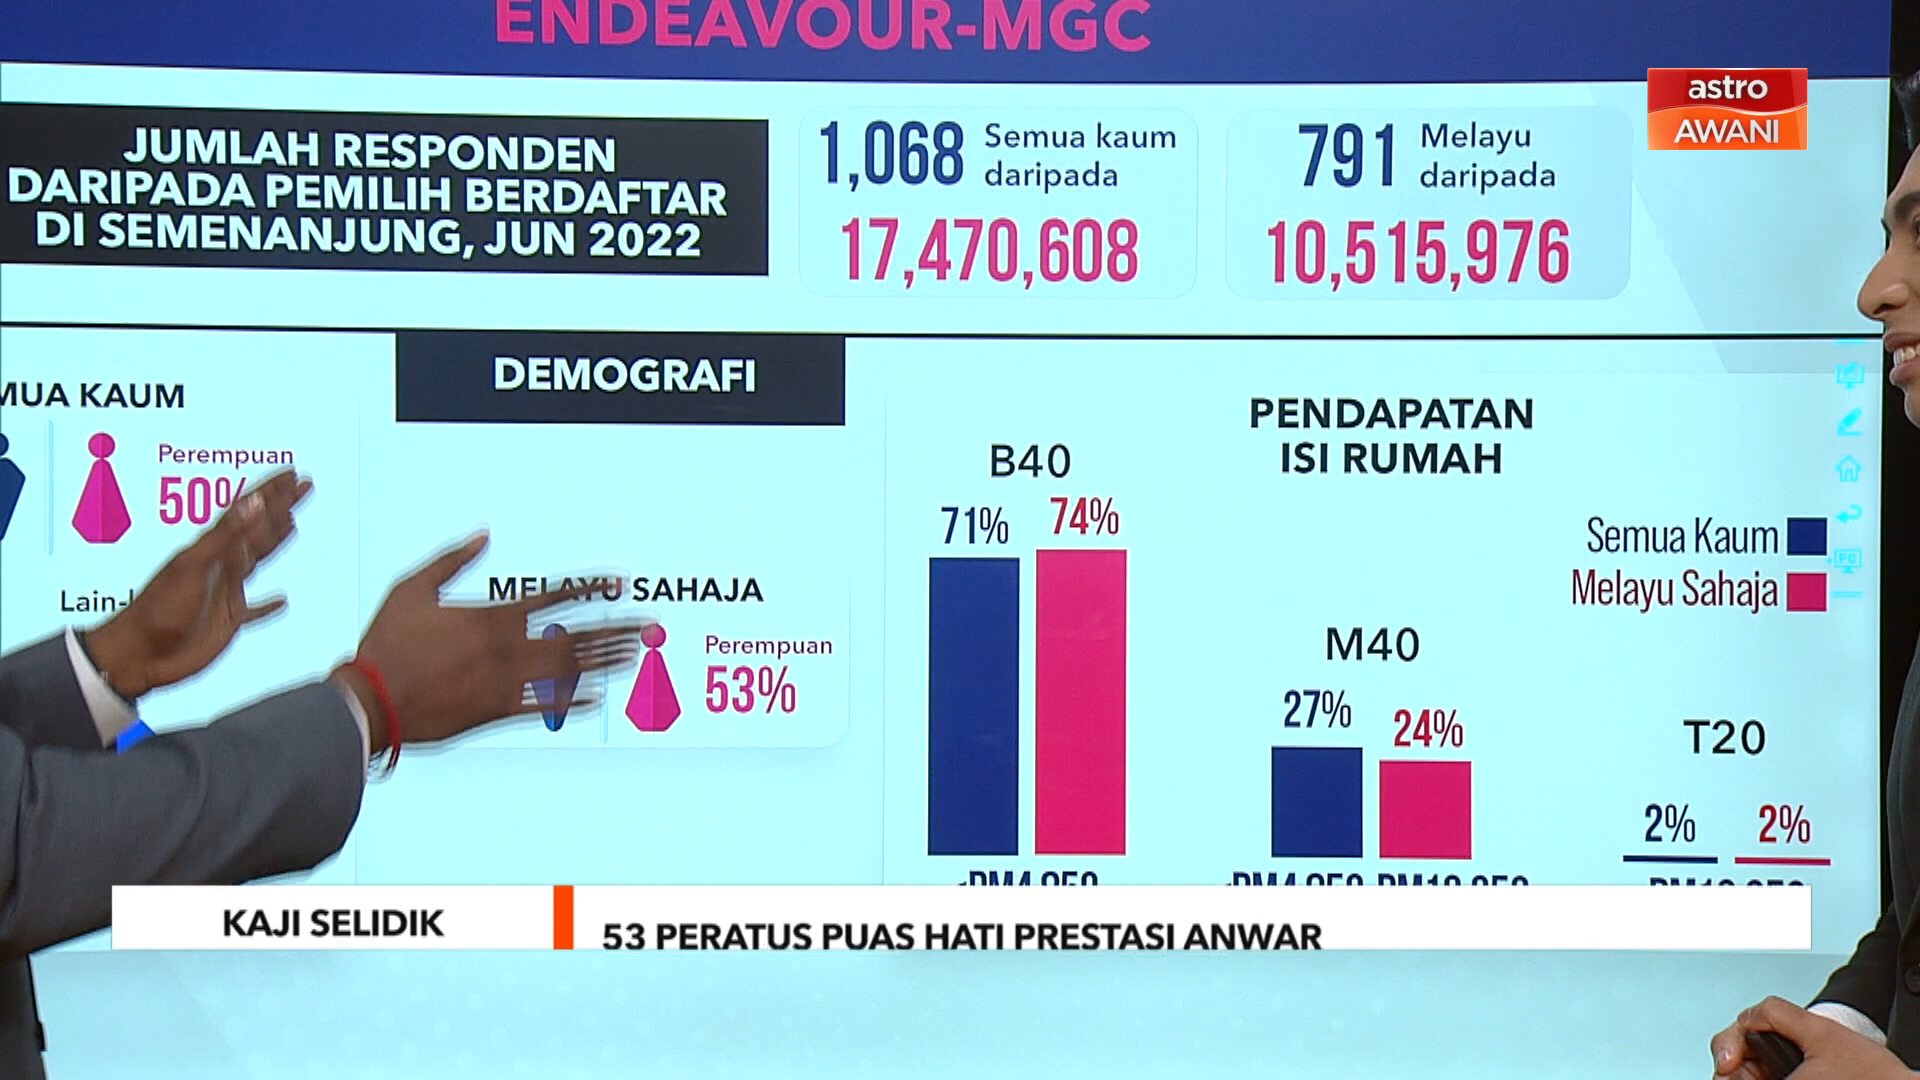 ENDEAVOUR-MGC
astro
AWANI
JUMLAH RESPONDEN
DARIPADA PEMILIH BERDAFTAR
DI SEMENANJUNG, JUN 2022
1,068 Semua kaum
daripada
17,470,608
791 Melayu
daripada
10,515,976
KAUM
Perempuan
50%
DEMOGRAFI
MELAYU SAHAJA
Perempuan
53%
PENDAPATAN
ISI RUMAH
B40
71% 74%
Semua Kaum
Melayu Sahaja
M40
27% 24%
T20
2% 2%
KAJI SELIDIK
53 PERATUS PUAS HATI PRESTASI ANWAR